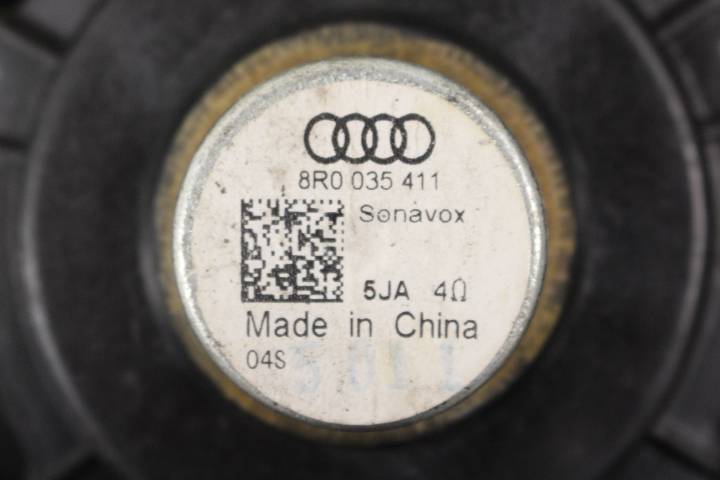 8R0 035 411
Sonavox
5JA 4Ω
Made in China
04S